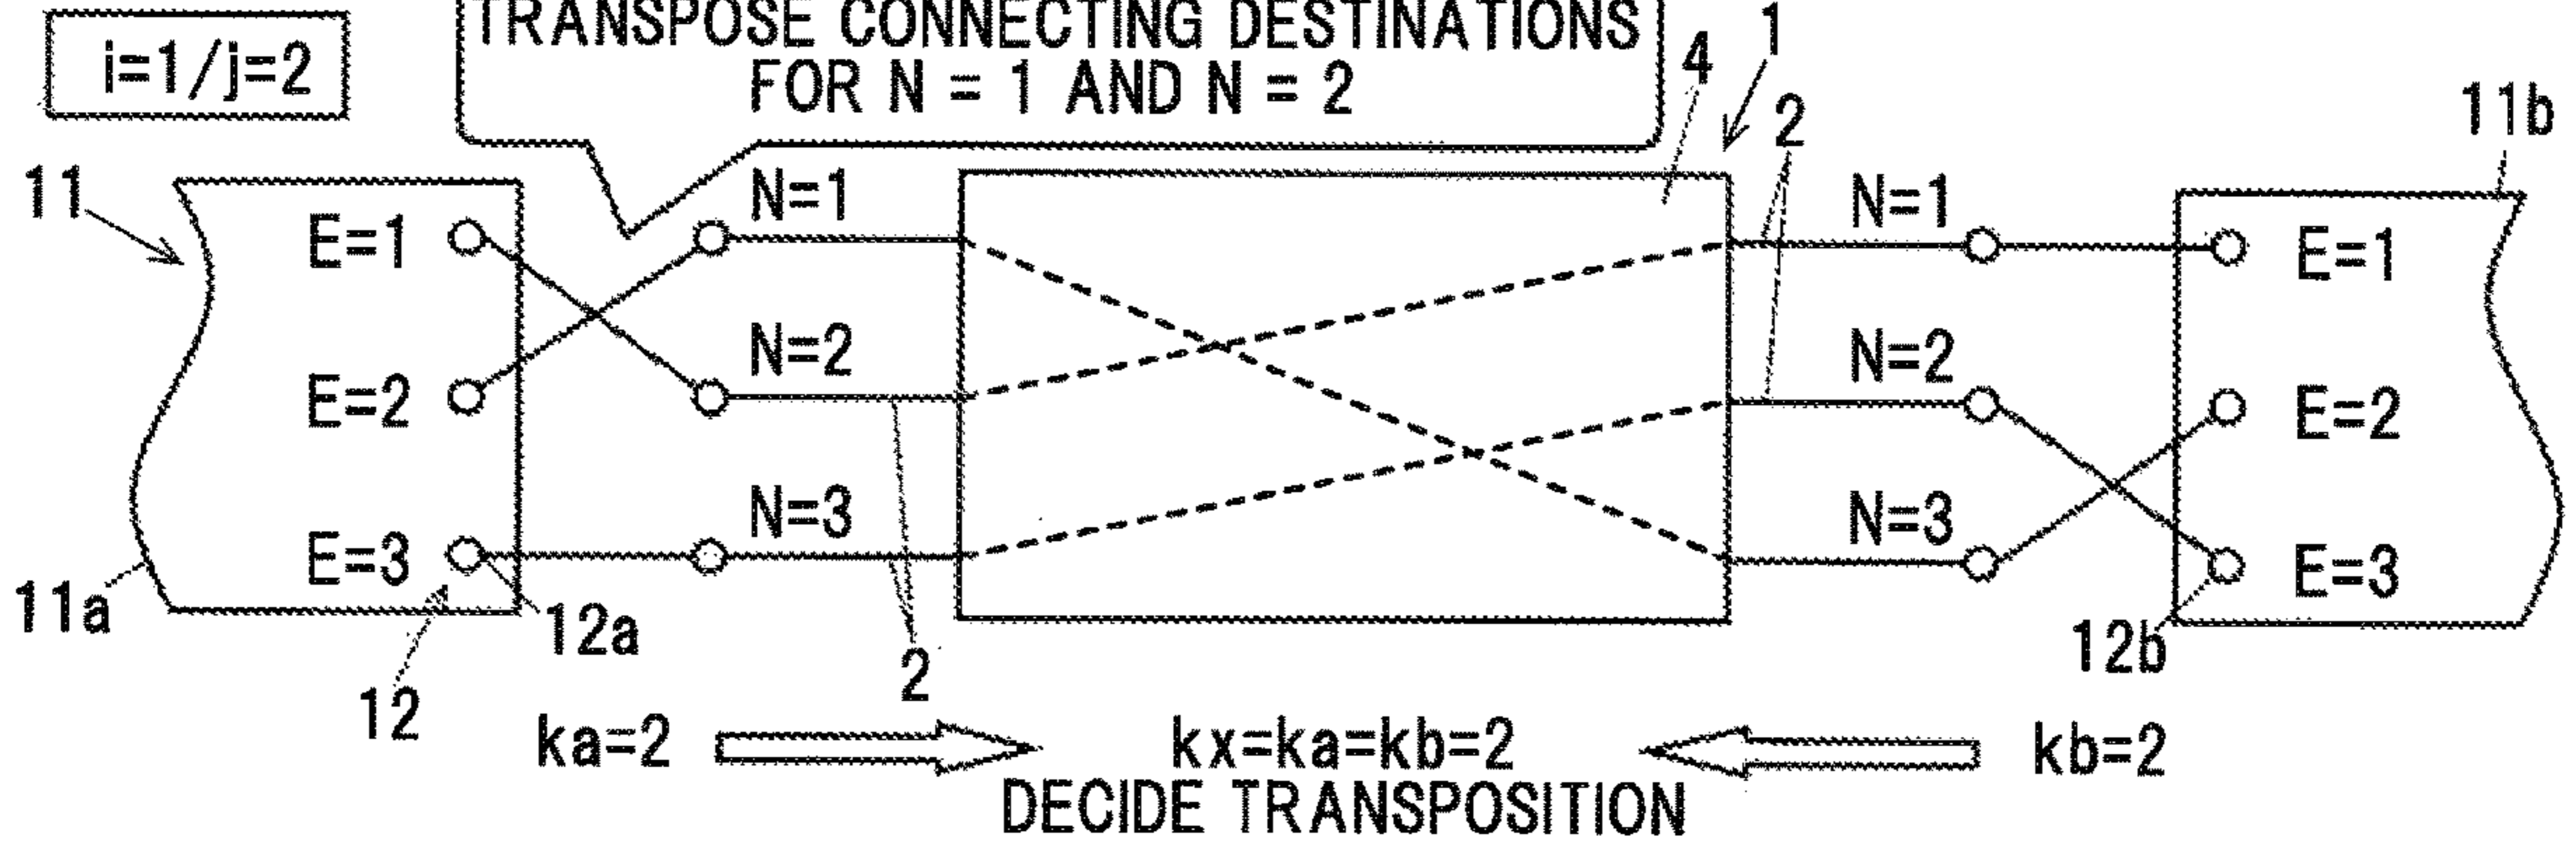 TRANSPOSE CONNECTING DESTINATIONS
FOR N = 1 AND N = 2
i=1/j=2
1
4
2
11b
11
N=1
N=1
E=1
E=1
N=2
N=2
E=2
E=2
N=3
N=3
E=3
E=3
11a
12a
12b
2
12
ka=2
kx=ka=kb=2
kb=2
DECIDE TRANSPOSITION